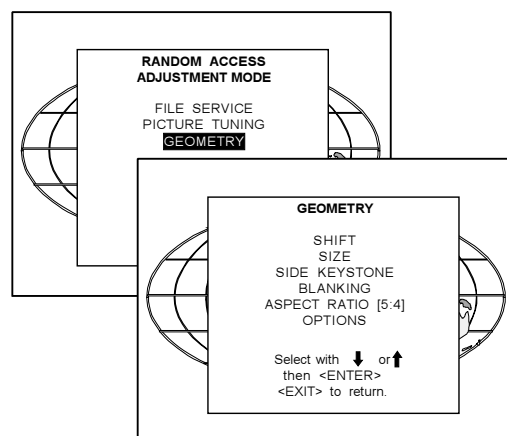 RANDOM ACCESS
ADJUSTMENT MODE
FILE SERVICE
PICTURE TUNING
GEOMETRY
GEOMETRY
SHIFT
SIZE
SIDE KEYSTONE
BLANKING
ASPECT RATIO [5:4]
OPTIONS
Select with ⬇ or ⬆
then <ENTER>
<EXIT> to return.